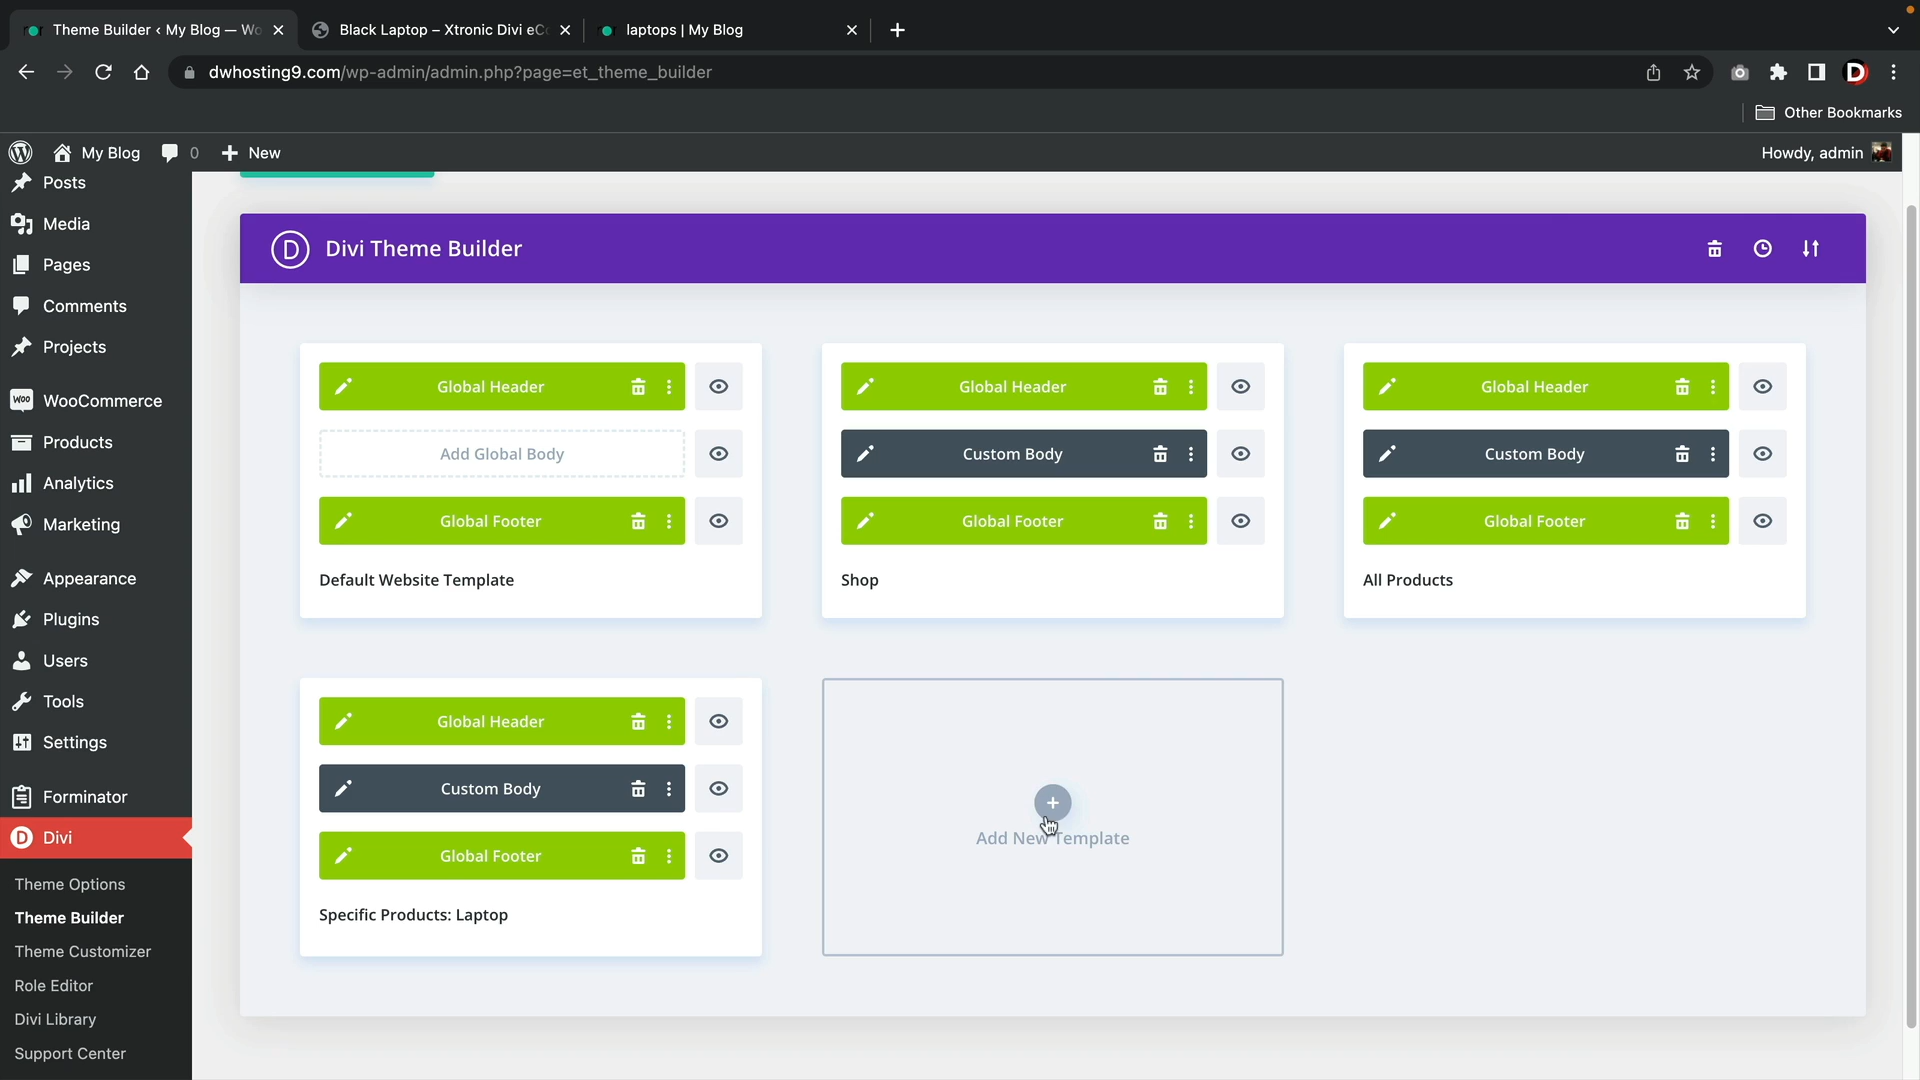 Theme Builder ‹ My Blog — Wo
Black Laptop – Xtronic Divi eCo
laptops | My Blog
dwhosting9.com/wp-admin/admin.php?page=et_theme_builder
Other Bookmarks
My Blog
0
New
Howdy, admin
Posts
Media
Pages
Comments
Projects
WooCommerce
Products
Analytics
Marketing
Appearance
Plugins
Users
Tools
Settings
Forminator
Divi
Theme Options
Theme Builder
Theme Customizer
Role Editor
Divi Library
Support Center
Divi Theme Builder
Global Header
Add Global Body
Global Footer
Default Website Template
Global Header
Custom Body
Global Footer
Shop
Global Header
Custom Body
Global Footer
All Products
Global Header
Custom Body
Global Footer
Specific Products: Laptop
Add New Template